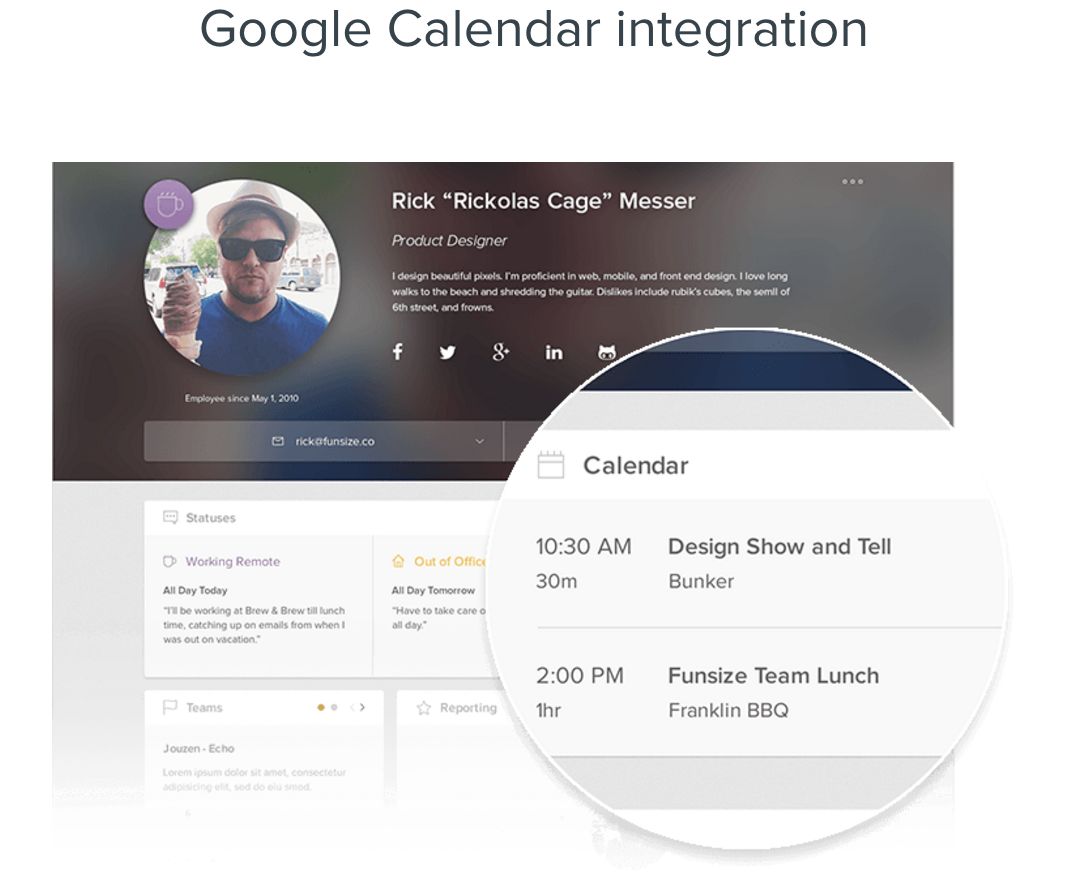 Google Calendar integration
Rick “Rickolas Cage” Messer
Product Designer
I design beautiful pixels. I'm proficient in web, mobile, and front end design. I love long
walks to the beach and shredding the guitar. Dislikes include rubik's cubes, the semll of
6th street, and frowns.
Employee since May 1, 2010
rick@funsize.co
Statuses
Working Remote
All Day Today
“I'll be working at Brew & Brew till lunch
time, catching up on emails from when I
was out on vacation.”
Out of Office
All Day Tomorrow
“Have to take care o
all day.”
Calendar
10:30 AM Design Show and Tell
30m Bunker
2:00 PM Funsize Team Lunch
1hr Franklin BBQ
Teams
Jouzen - Echo
Lorem ipsum dolor sit amet, consectetur
adipisicing elit, sed do eiu smod.
6
Reporting